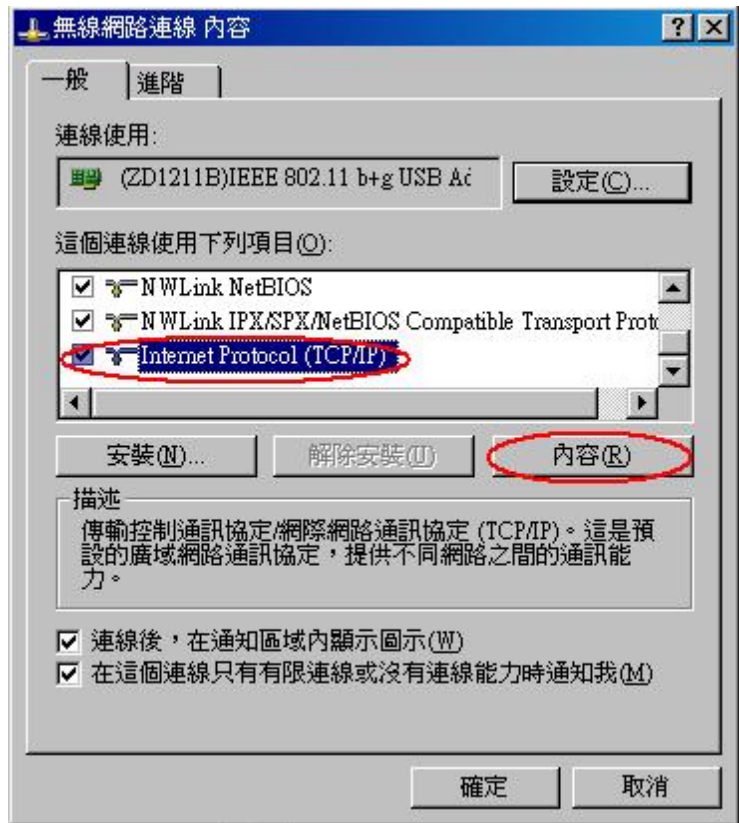 無線網路連線 內容
一般
進階
連線使用:
(ZD1211B)IEEE 802.11 b+g USB
設定(C)...
這個連線使用下列項目(O):
NWLink NetBIOS
NWLink IPX/SPX/NetBIOS Compatible Transport
Internet Protocol (TCP/IP)
安裝(N)...
解除安裝(U)
內容(R)
描述
傳輸控制通訊協定/網際網路通訊協定 (TCP/IP)。這是預
設的廣域網路通訊協定，提供不同網路之間的通訊能
力。
連線後，在通知區域內顯示圖示(W)
在這個連線只有有限連線或沒有連線能力時通知我(M)
確定
取消